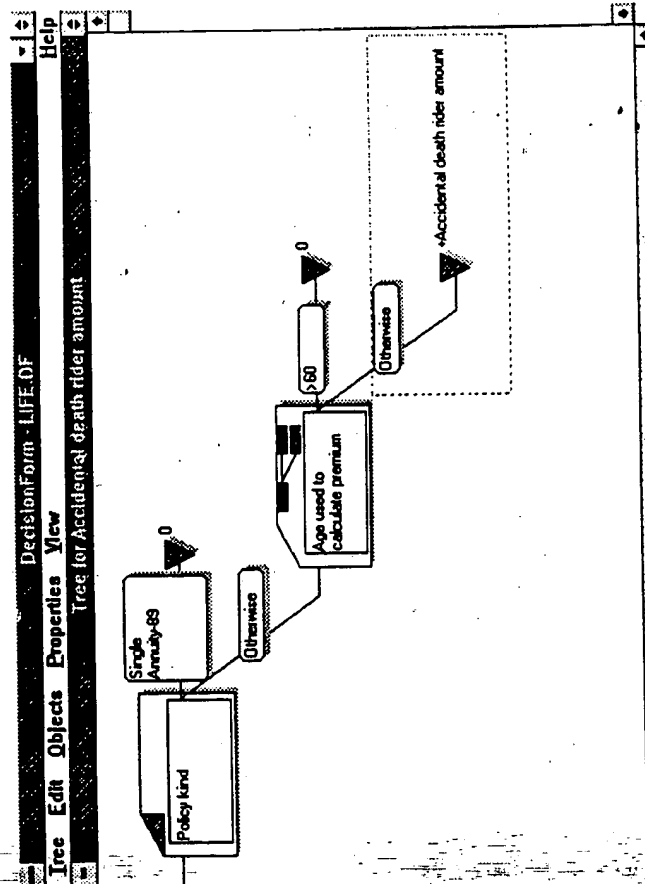 DecisionForm - LIFE.DF
Tree Edit Objects Properties View Help
Tree for Accidental death rider amount
Policy kind
Single
Annuity-89
0
Otherwise
Age used to
calculate premium
>60
0
Otherwise
+Accidental death rider amount